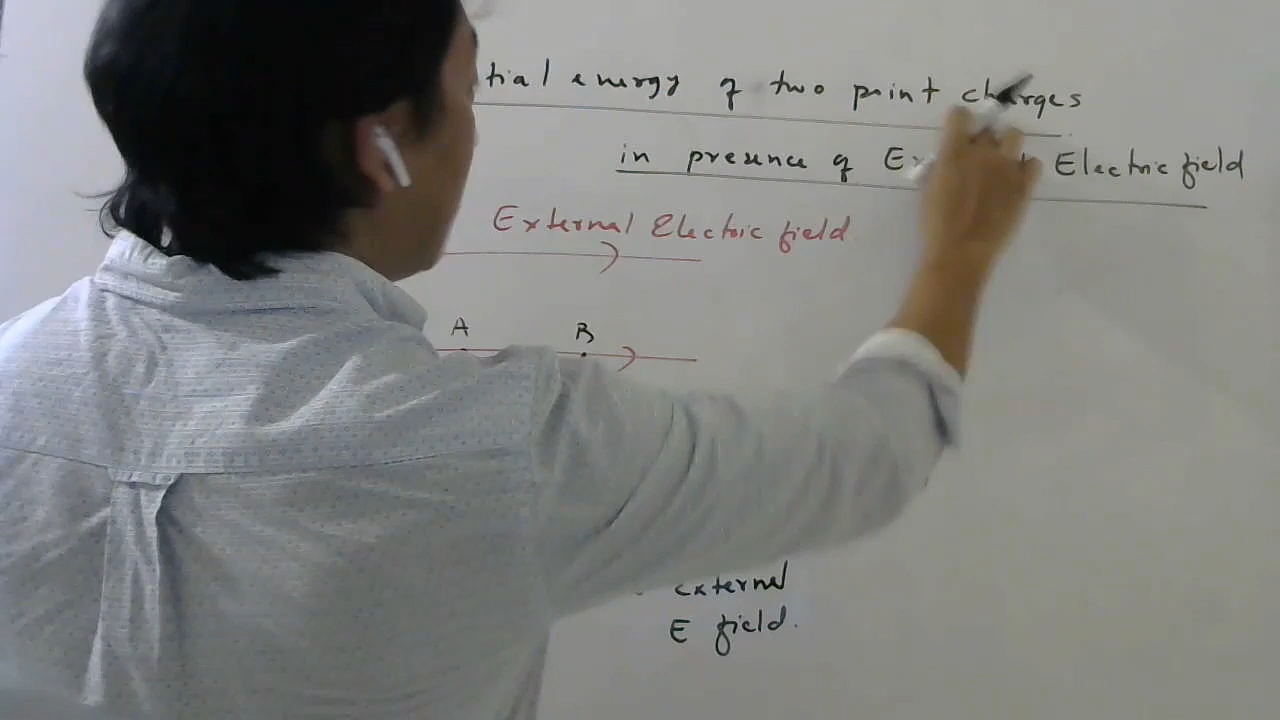 tial energy of two point charges
in presence of Electric field
External Electric field
A B
external
E field.